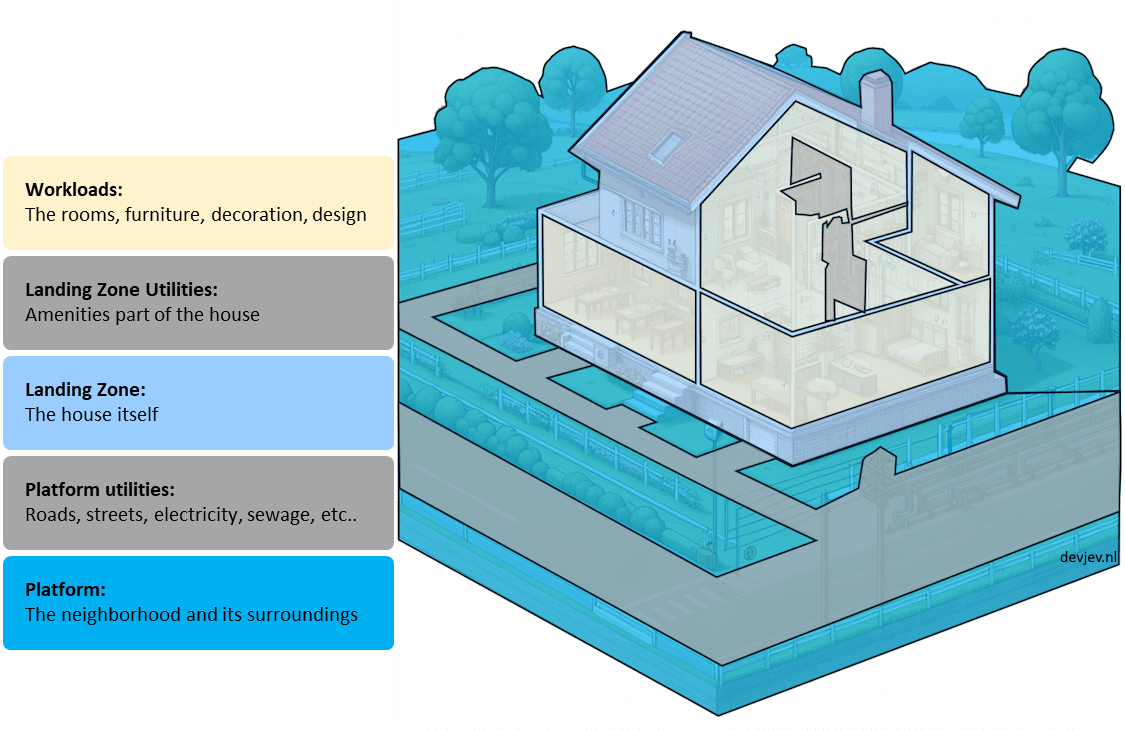 Workloads:
The rooms, furniture, decoration, design
Landing Zone Utilities:
Amenities part of the house
Landing Zone:
The house itself
Platform utilities:
Roads, streets, electricity, sewage, etc..
Platform:
The neighborhood and its surroundings
devjev.nl